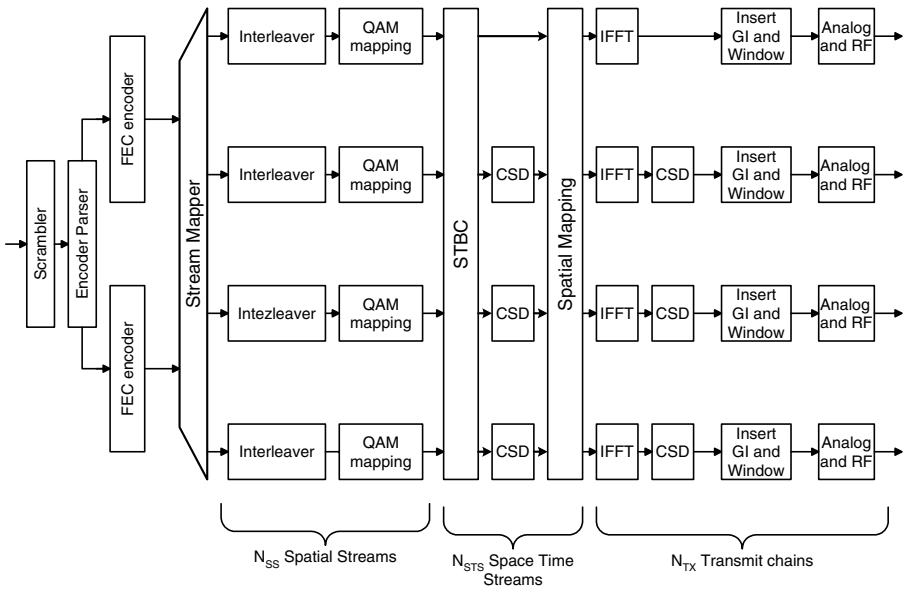 Scrambler
Encoder Parser
FEC encoder
FEC encoder
Stream Mapper
Interleaver
QAM
mapping
Interleaver
QAM
mapping
Intezleaver
QAM
mapping
Interleaver
QAM
mapping
STBC
CSD
CSD
CSD
Spatial Mapping
IFFT
Insert
GI and
Window
Analog
and RF
IFFT
CSD
Insert
GI and
Window
Analog
and RF
IFFT
CSD
Insert
GI and
Window
Analog
and RF
IFFT
CSD
Insert
GI and
Window
Analog
and RF
NSS Spatial Streams
NSTS Space Time
Streams
NTX Transmit chains